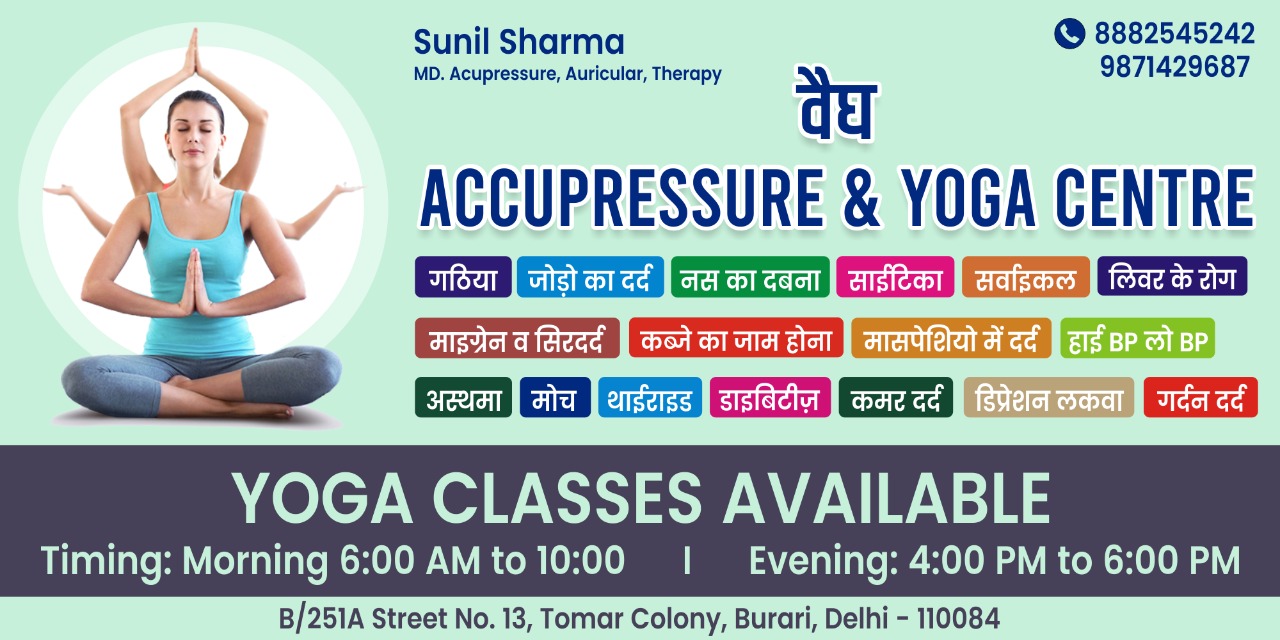 Sunil Sharma
MD. Acupressure, Auricular, Therapy
8882545242
9871429687
वैघ
ACCUPRESSURE & YOGA CENTRE
गठिया जोड़ो का दर्द नस का दबना साईटिका सर्वाइकल लिवर के रोग
माइग्रेन व सिरदर्द कब्जे का जाम होना मासपेशियो में दर्द हाई BP लो BP
अस्थमा मोच थाईराइड डाइबिटीज़ कमर दर्द डिप्रेशन लकवा गर्दन दर्द
YOGA CLASSES AVAILABLE
Timing: Morning 6:00 AM to 10:00 | Evening: 4:00 PM to 6:00 PM
B/251A Street No. 13, Tomar Colony, Burari, Delhi - 110084